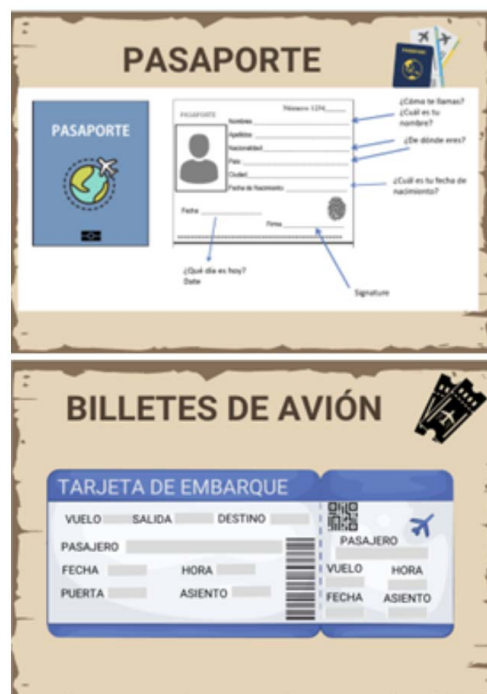 PASAPORTE
PASAPORTE
PASAPORTE
Número 1234
Nombres
Apellidos
Nacionalidad
País
Ciudad
Fecha de Nacimiento
Fecha
Firma
¿Cómo te llamas?
¿Cuál es tu
nombre?
¿De dónde eres?
¿Cuál es tu fecha de
nacimiento?
¿Qué día es hoy?
Date
Signature
BILLETES DE AVIÓN
TARJETA DE EMBARQUE
VUELO SALIDA DESTINO
PASAJERO
FECHA HORA
PUERTA ASIENTO
PASAJERO
VUELO HORA
FECHA ASIENTO